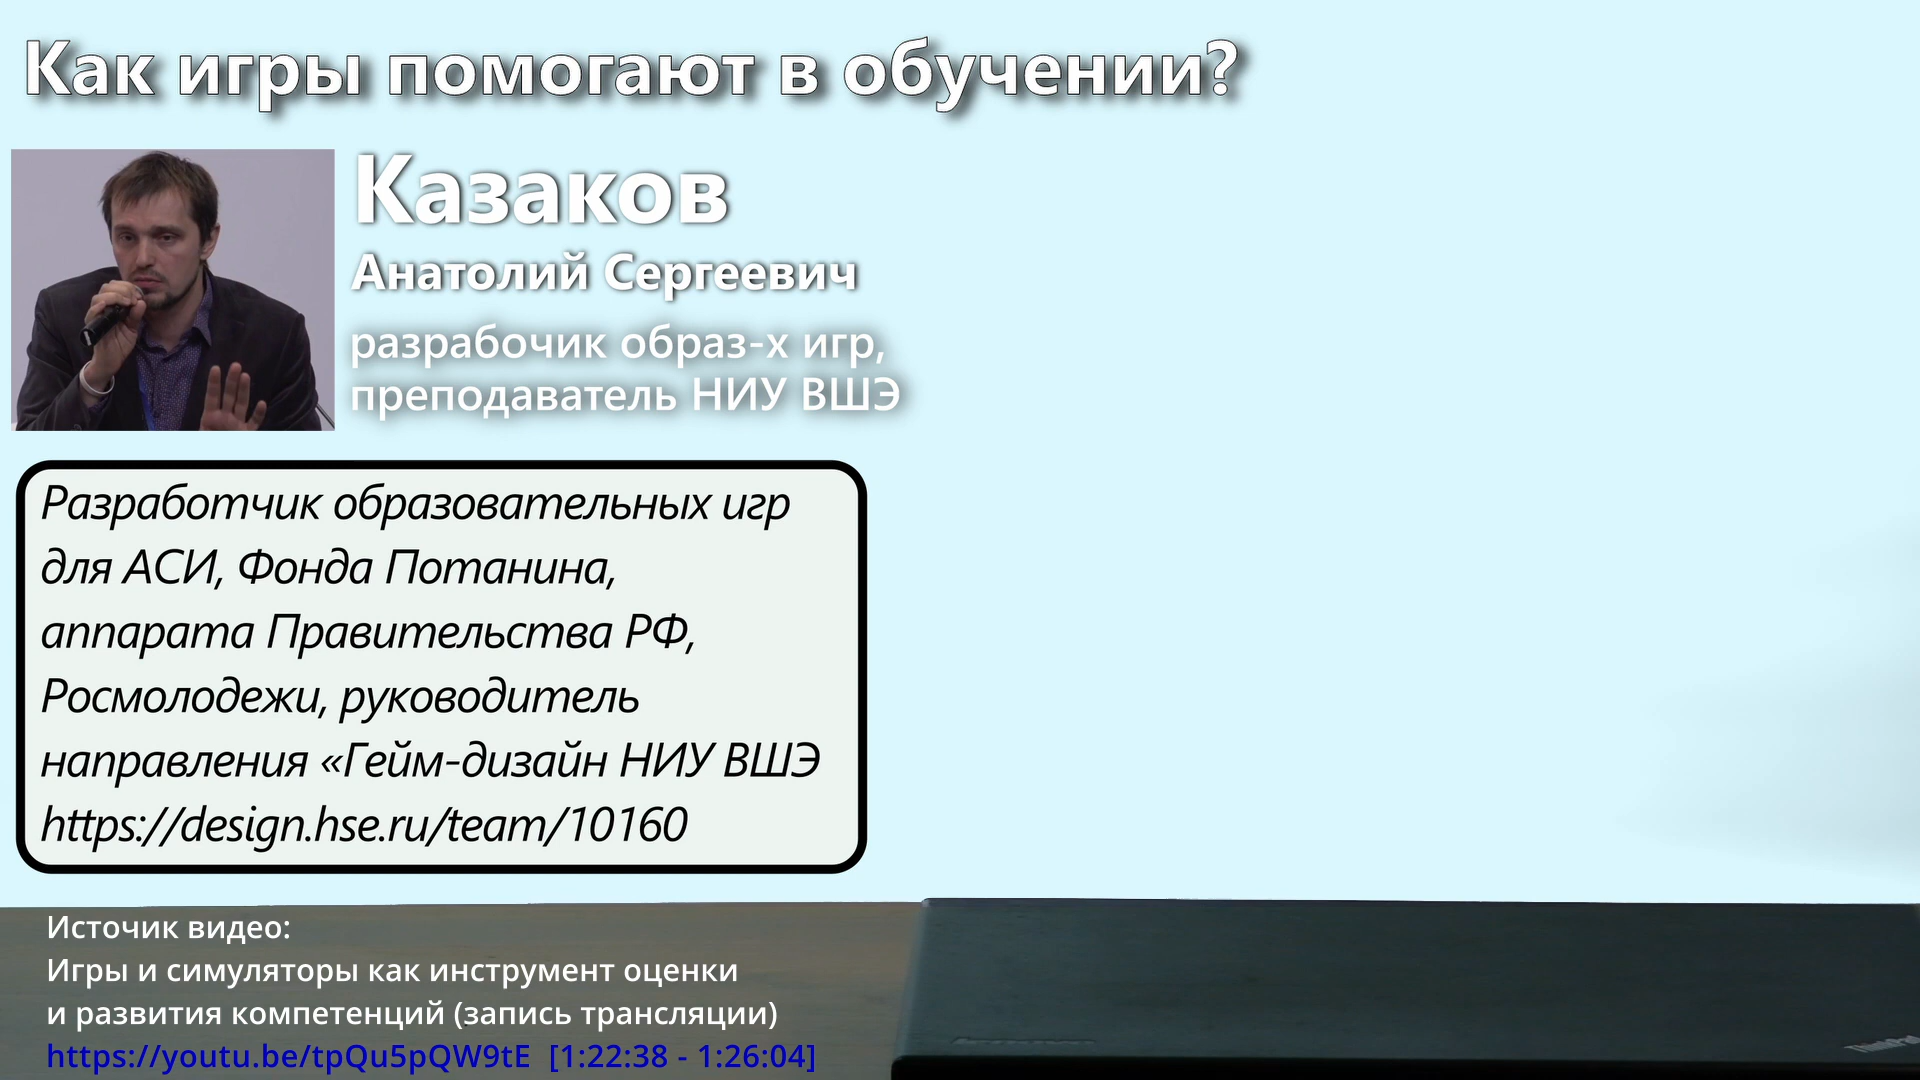 Как игры помогают в обучении?
Казаков
Анатолий Сергеевич
разрабочик образ-х игр,
преподаватель НИУ ВШЭ
Разработчик образовательных игр
для АСИ, Фонда Потанина,
аппарата Правительства РФ,
Росмолодежи, руководитель
направления «Гейм-дизайн НИУ ВШЭ
https://design.hse.ru/team/10160
Источик видео:
Игры и симуляторы как инструмент оценки
и развития компетенций (запись трансляции)
https://youtu.be/tpQu5pQW9tE [1:22:38 - 1:26:04]
ThinkPad